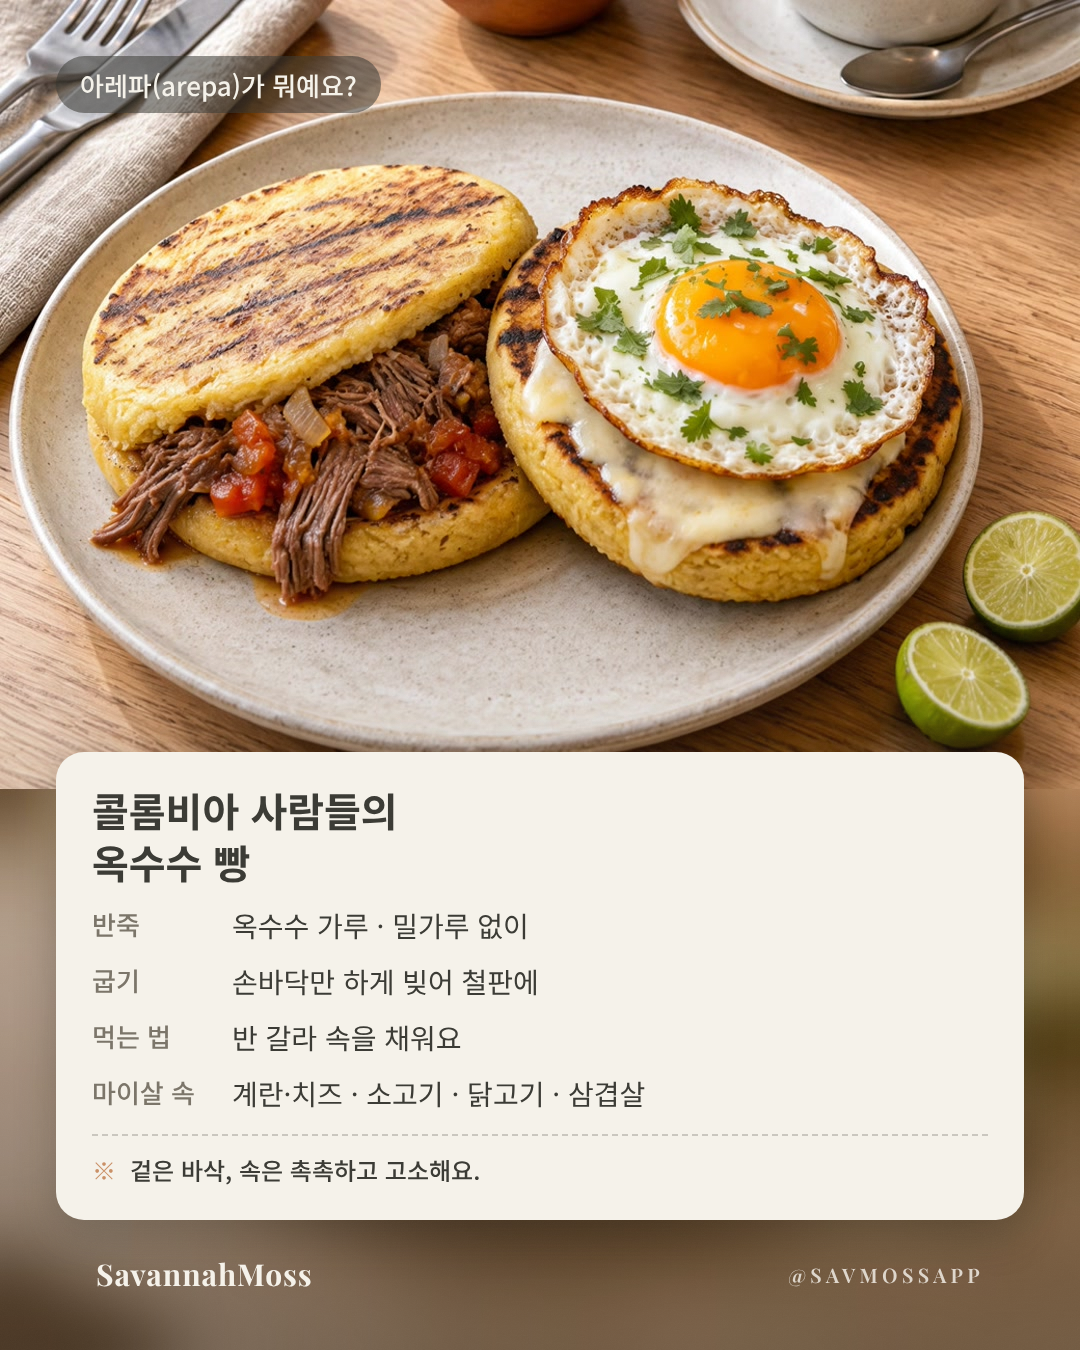 아레파(arepa)가 뭐예요?
콜롬비아 사람들의
옥수수 빵
반죽 옥수수 가루 · 밀가루 없이
굽기 손바닥만 하게 빚어 철판에
먹는 법 반 갈라 속을 채워요
마이살 속 계란·치즈 · 소고기 · 닭고기 · 삼겹살
※ 겉은 바삭, 속은 촉촉하고 고소해요.
SavannahMoss
@SAVMOSSAPP